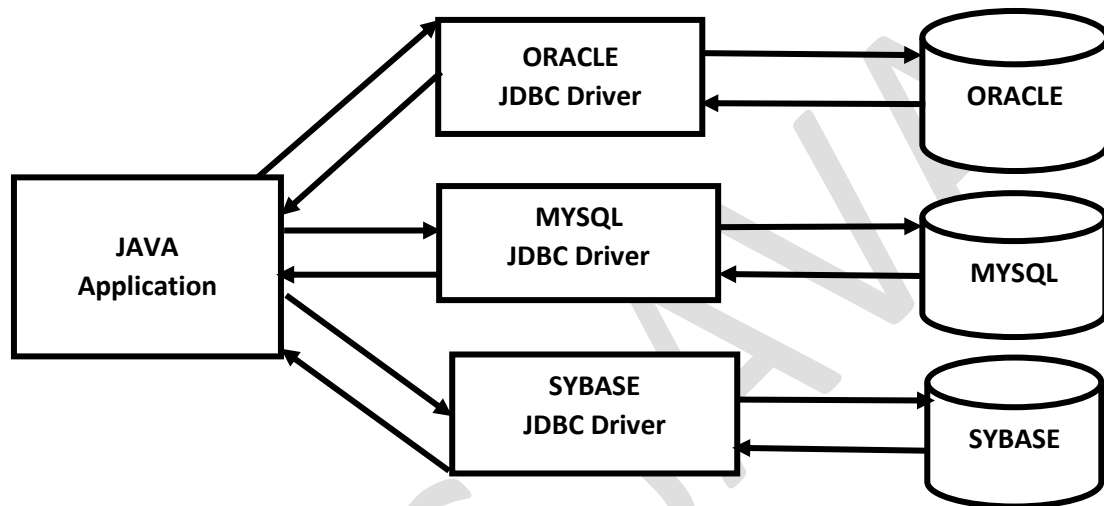 ORACLE
JDBC Driver
ORACLE
JAVA
Application
MYSQL
JDBC Driver
MYSQL
SYBASE
JDBC Driver
SYBASE